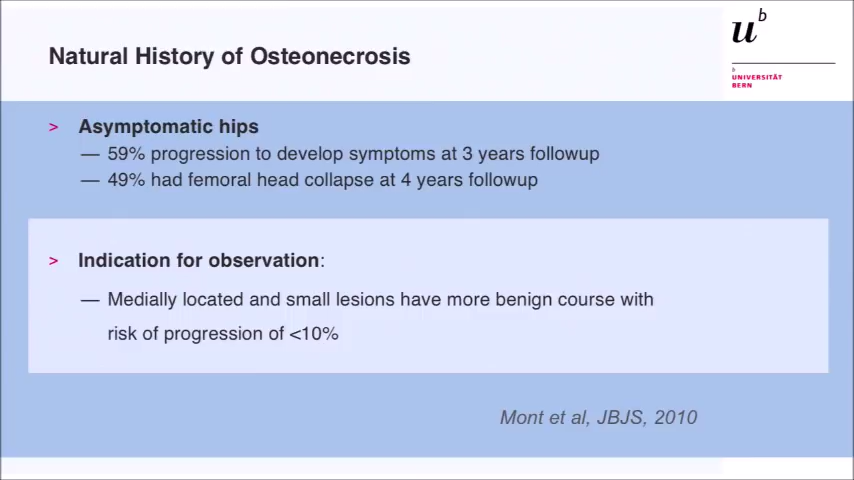 Natural History of Osteonecrosis
u^b
b
UNIVERSITÄT
BERN
> Asymptomatic hips
— 59% progression to develop symptoms at 3 years followup
— 49% had femoral head collapse at 4 years followup
> Indication for observation:
— Medially located and small lesions have more benign course with
risk of progression of <10%
Mont et al, JBJS, 2010